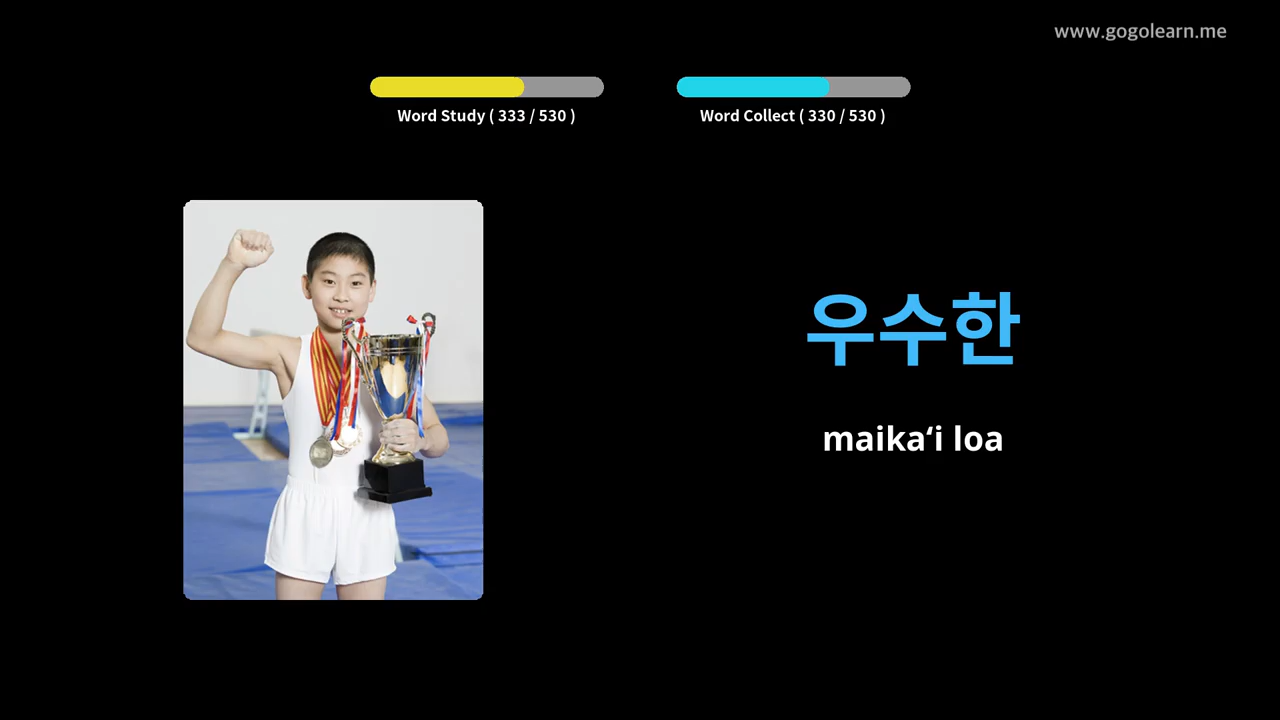 www.gogolearn.me
Word Study ( 333 / 530 )
Word Collect ( 330 / 530 )
우수한
maikaʻi loa